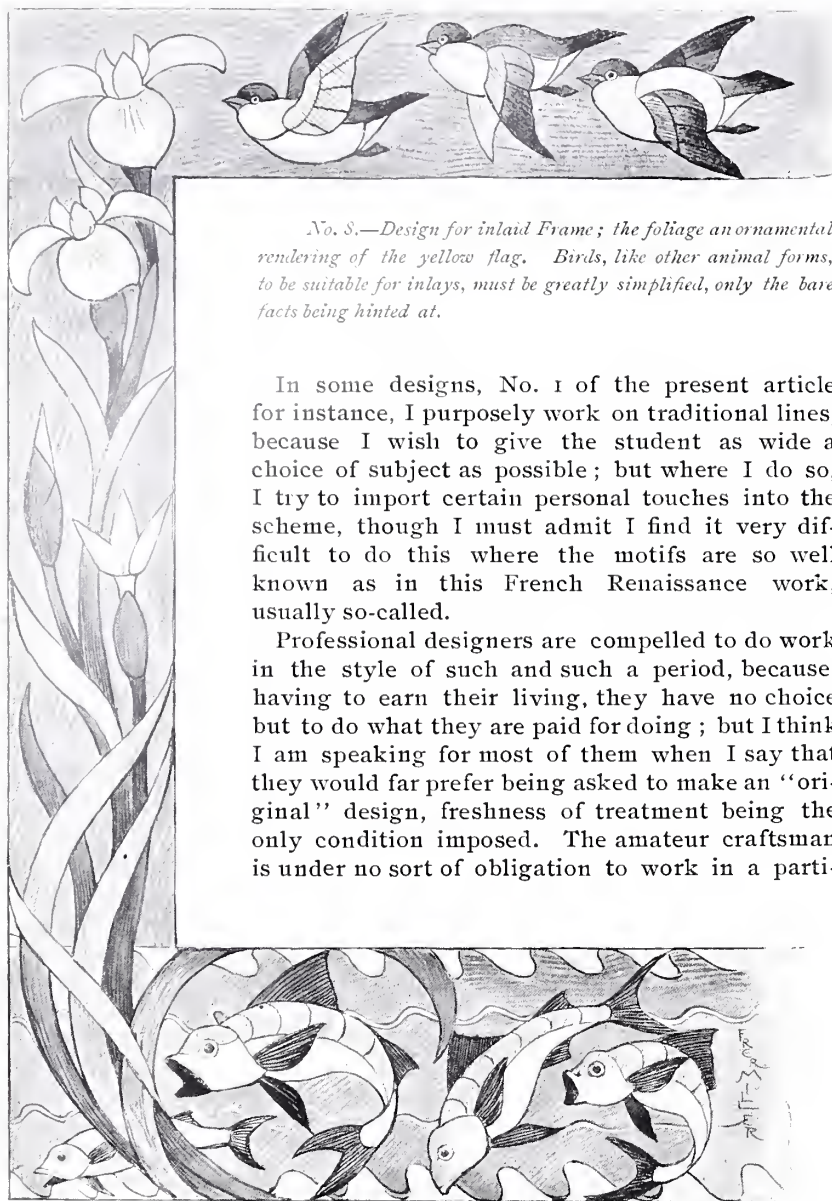 No. 8.—Design for inlaid Frame; the foliage an ornamental
rendering of the yellow flag. Birds, like other animal forms,
to be suitable for inlays, must be greatly simplified, only the bare
facts being hinted at.
In some designs, No. 1 of the present article
for instance, I purposely work on traditional lines
because I wish to give the student as wide a
choice of subject as possible; but where I do so,
I try to import certain personal touches into the
scheme, though I must admit I find it very dif-
ficult to do this where the motifs are so well
known as in this French Renaissance work,
usually so-called.
Professional designers are compelled to do work
in the style of such and such a period, because
having to earn their living, they have no choice
but to do what they are paid for doing; but I think
I am speaking for most of them when I say that
they would far prefer being asked to make an "ori-
ginal" design, freshness of treatment being the
only condition imposed. The amateur craftsman
is under no sort of obligation to work in a parti-
FRED MILLER